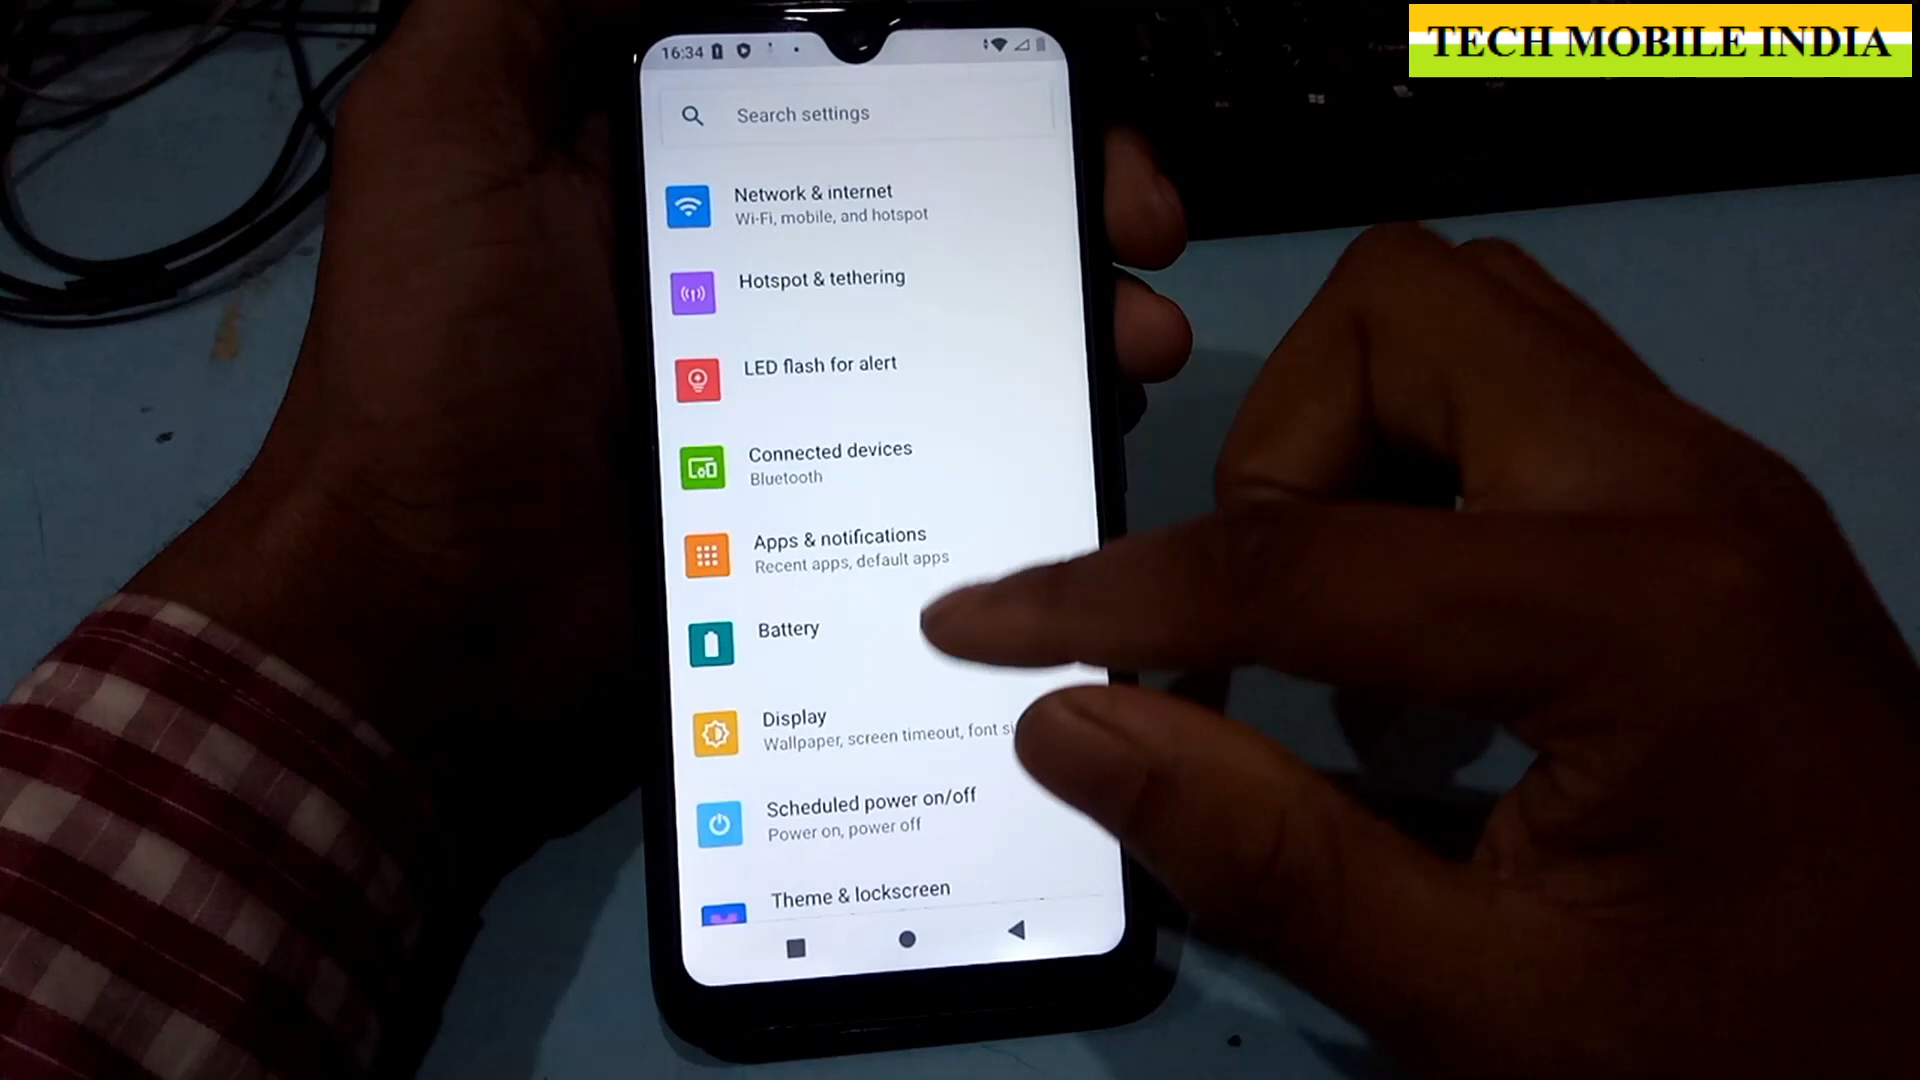 TECH MOBILE INDIA
16:34
Search settings
Network & internet
Wi-Fi, mobile, and hotspot
Hotspot & tethering
LED flash for alert
Connected devices
Bluetooth
Apps & notifications
Recent apps, default apps
Battery
Display
Wallpaper, screen timeout, font
Scheduled power on/off
Power on, power off
Theme & lockscreen